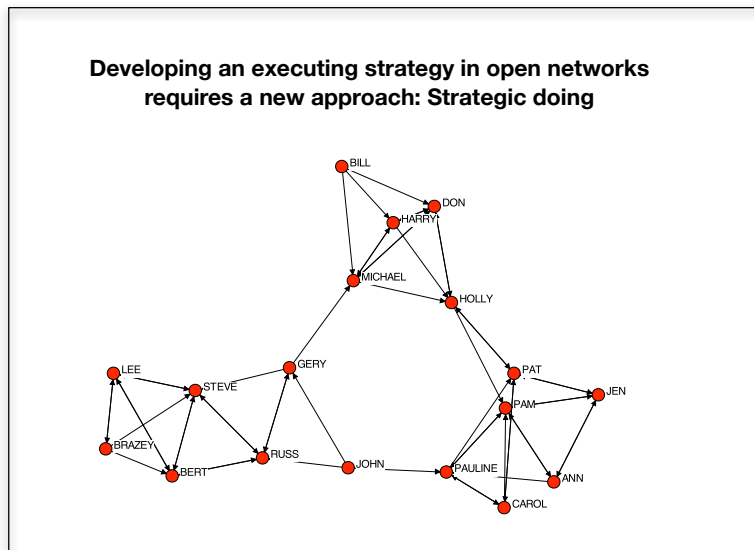 Developing an executing strategy in open networks
requires a new approach: Strategic doing
BILL
DON
HARRY
MICHAEL
HOLLY
GERY
LEE
PAT
STEVE
JEN
PAM
BRAZEY
RUSS
JOHN
PAULINE
BERT
ANN
CAROL